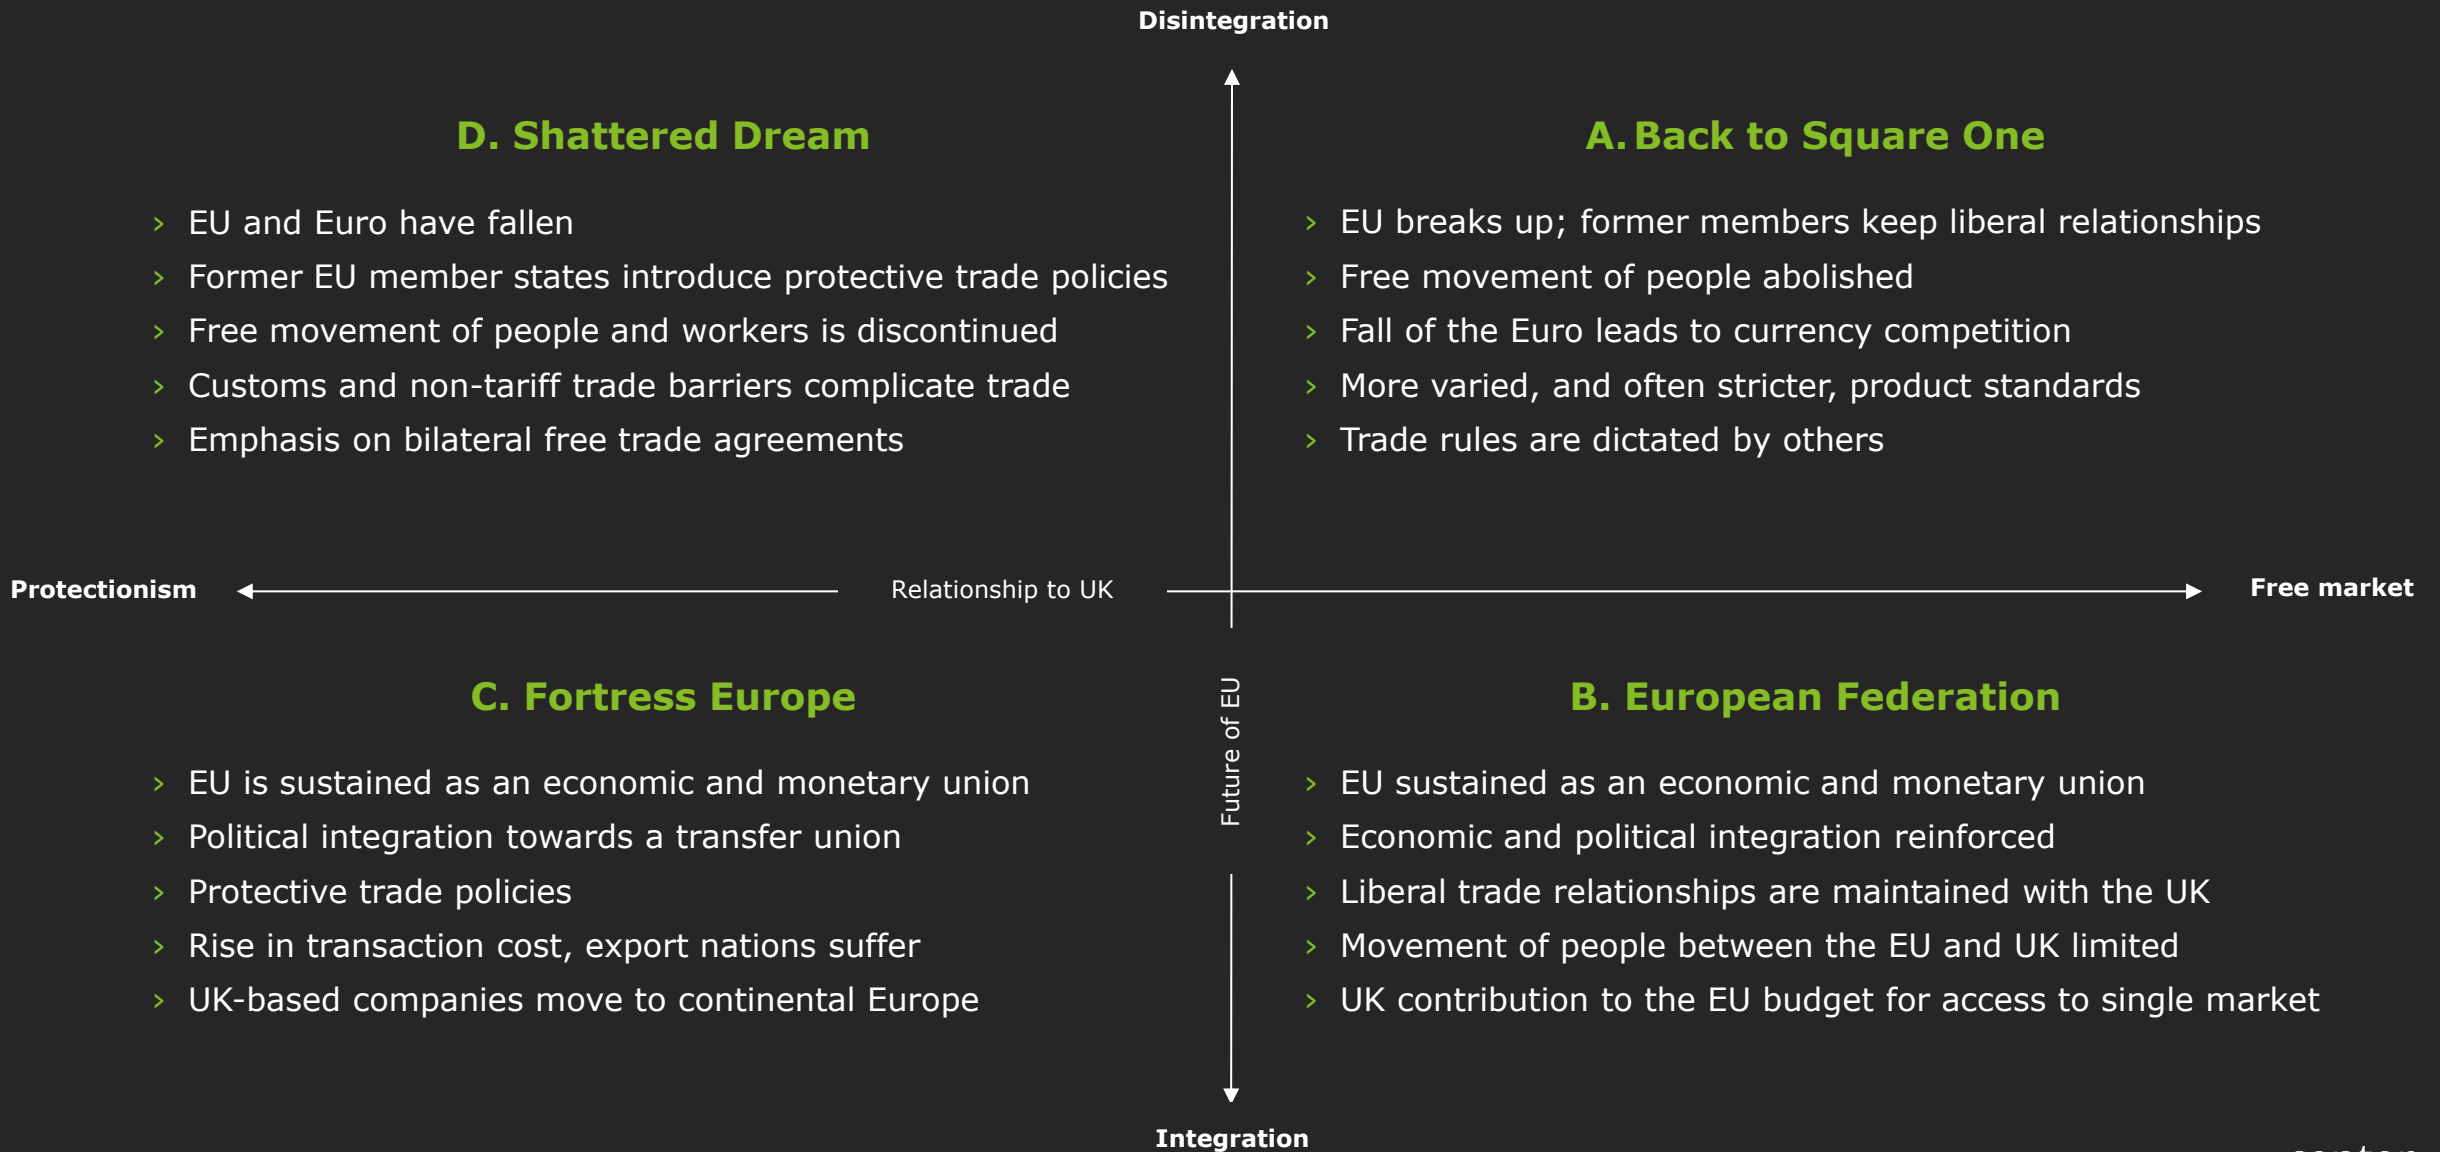 Disintegration
D. Shattered Dream
› EU and Euro have fallen
› Former EU member states introduce protective trade policies
› Free movement of people and workers is discontinued
› Customs and non-tariff trade barriers complicate trade
› Emphasis on bilateral free trade agreements
A. Back to Square One
› EU breaks up; former members keep liberal relationships
› Free movement of people abolished
› Fall of the Euro leads to currency competition
› More varied, and often stricter, product standards
› Trade rules are dictated by others
Protectionism
Relationship to UK
Free market
C. Fortress Europe
› EU is sustained as an economic and monetary union
› Political integration towards a transfer union
› Protective trade policies
› Rise in transaction cost, export nations suffer
› UK-based companies move to continental Europe
Future of EU
B. European Federation
› EU sustained as an economic and monetary union
› Economic and political integration reinforced
› Liberal trade relationships are maintained with the UK
› Movement of people between the EU and UK limited
› UK contribution to the EU budget for access to single market
Integration